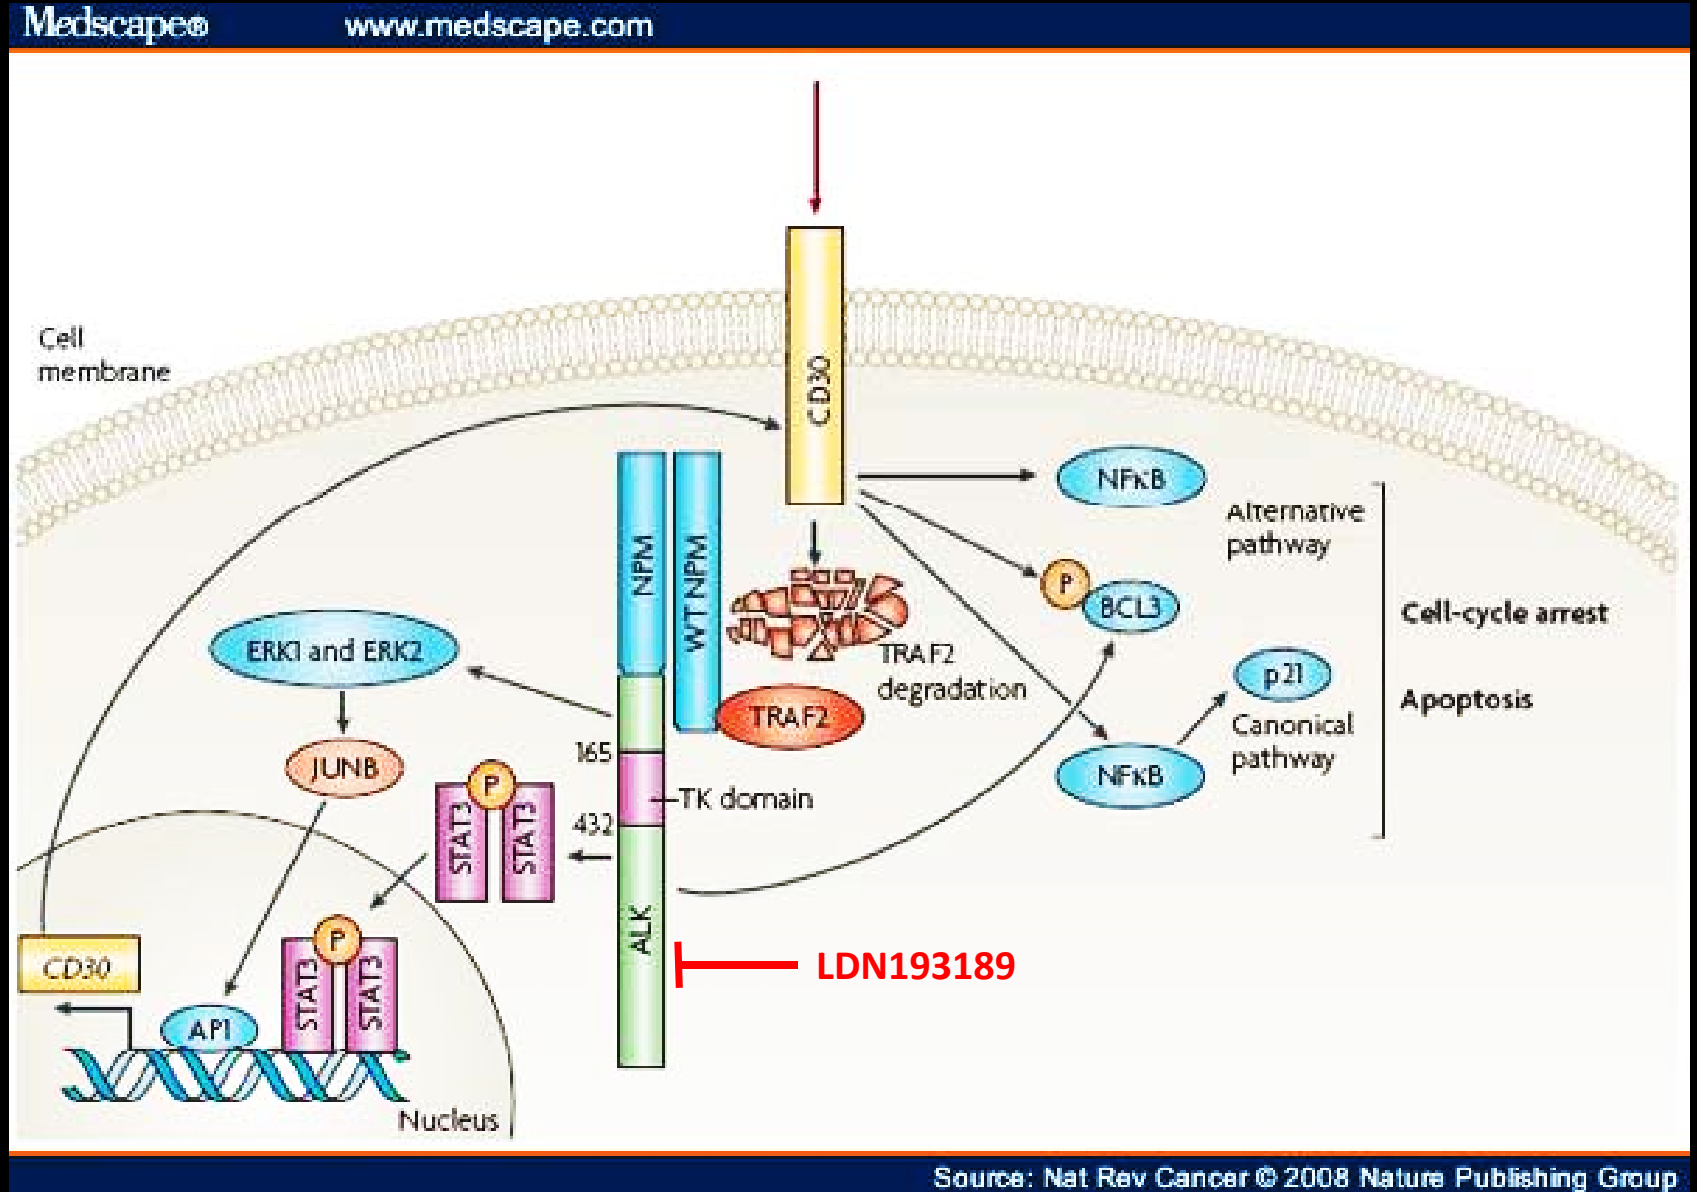 Medscape® www.medscape.com
Cell
membrane
CD30
NFκB
Alternative
pathway
P
BCL3
Cell-cycle arrest
Apoptosis
p21
Canonical
pathway
NFκB
NPM
WT NPM
TRAF2
degradation
TRAF2
ERK1 and ERK2
JUNB
165
TK domain
432
P
STAT3
STAT3
ALK
LDN193189
CD30
P
STAT3
STAT3
AP1
Nucleus
Source: Nat Rev Cancer © 2008 Nature Publishing Group